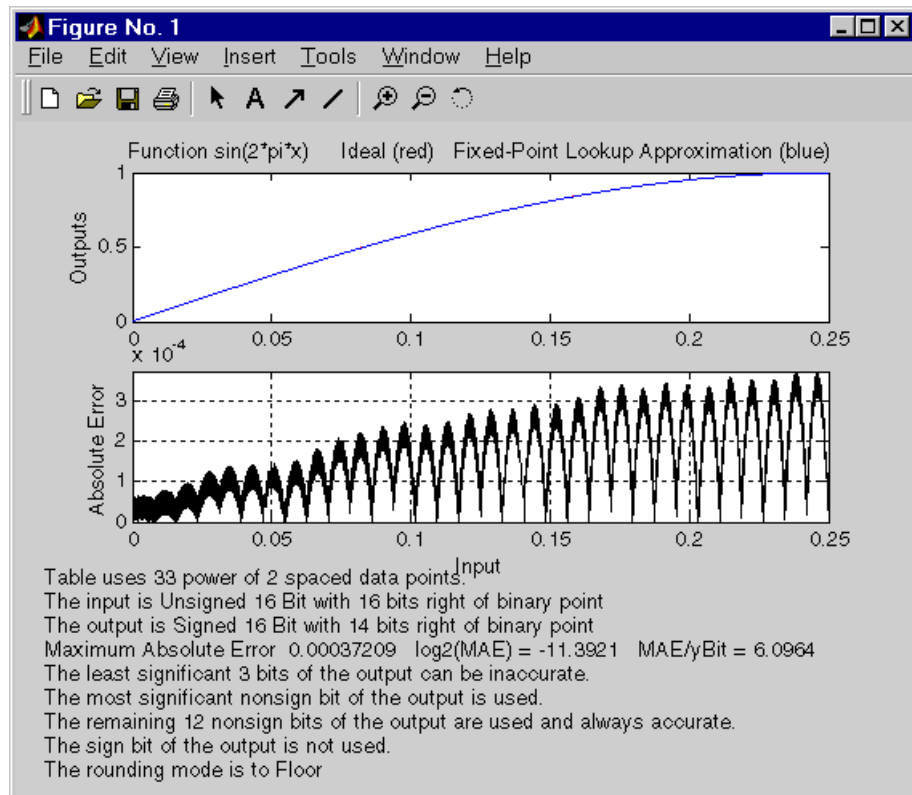 Figure No. 1
File Edit View Insert Tools Window Help
A
Function sin(2*pi*x) Ideal (red) Fixed-Point Lookup Approximation (blue)
1
0.5
0
Outputs
0 0.05 0.1 0.15 0.2 0.25
x 10-4
3
2
1
0
Absolute Error
0 0.05 0.1 0.15 0.2 0.25
Input
Table uses 33 power of 2 spaced data points.
The input is Unsigned 16 Bit with 16 bits right of binary point
The output is Signed 16 Bit with 14 bits right of binary point
Maximum Absolute Error 0.00037209 log2(MAE) = -11.3921 MAE/yBit = 6.0964
The least significant 3 bits of the output can be inaccurate.
The most significant nonsign bit of the output is used.
The remaining 12 nonsign bits of the output are used and always accurate.
The sign bit of the output is not used.
The rounding mode is to Floor